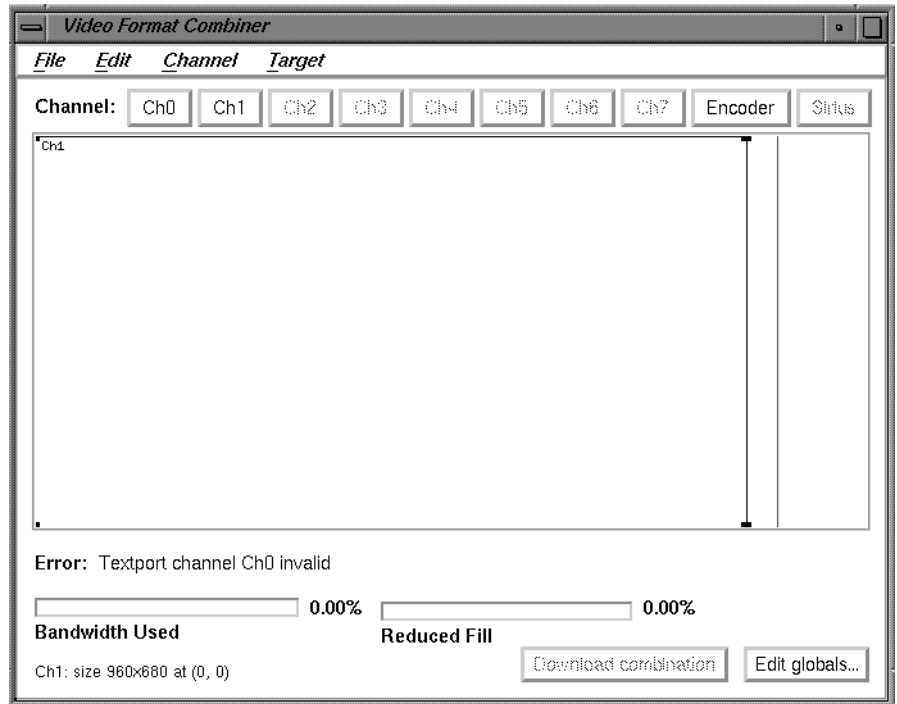 Video Format Combiner
File Edit Channel Target
Channel: Ch0 Ch1 Ch2 Ch3 Ch4 Ch5 Ch6 Ch7 Encoder Sirius
Ch1
Error: Textport channel Ch0 invalid
0.00% 0.00%
Bandwidth Used Reduced Fill
Download combination Edit globals...
Ch1: size 960x680 at (0, 0)